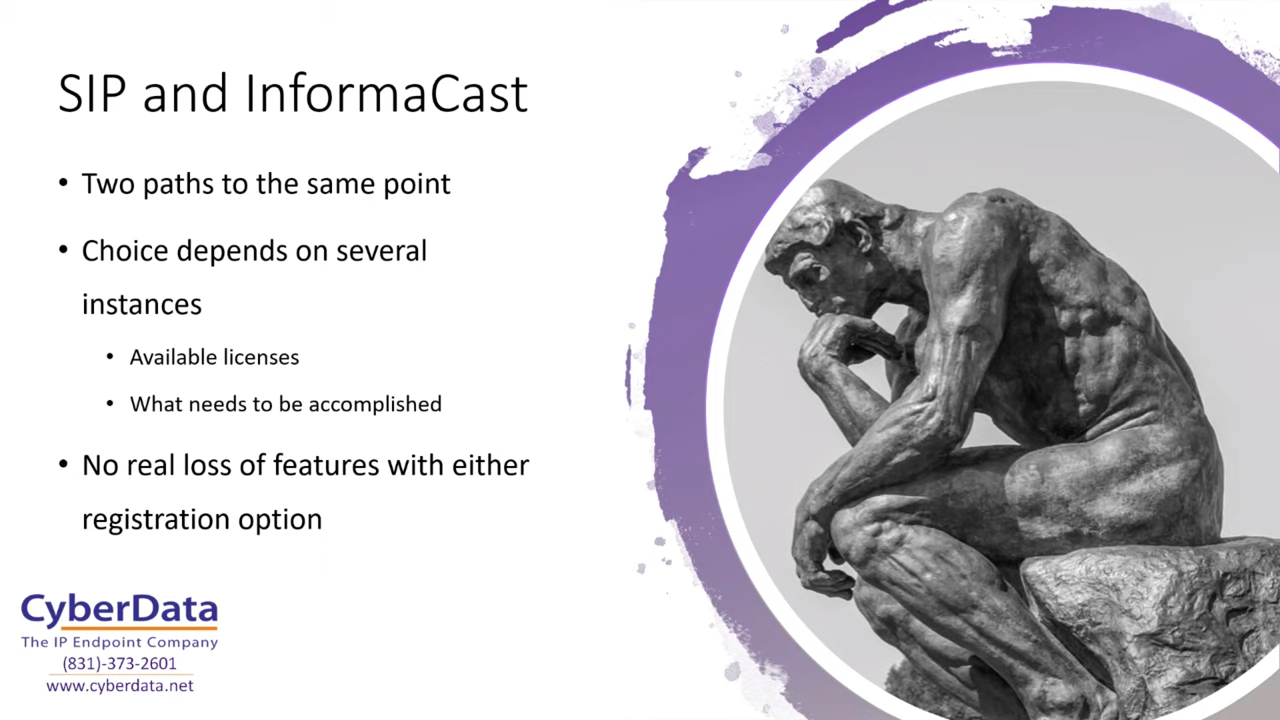 SIP and InformaCast
• Two paths to the same point
• Choice depends on several
instances
• Available licenses
• What needs to be accomplished
• No real loss of features with either
registration option
CyberData
The IP Endpoint Company
(831)-373-2601
www.cyberdata.net